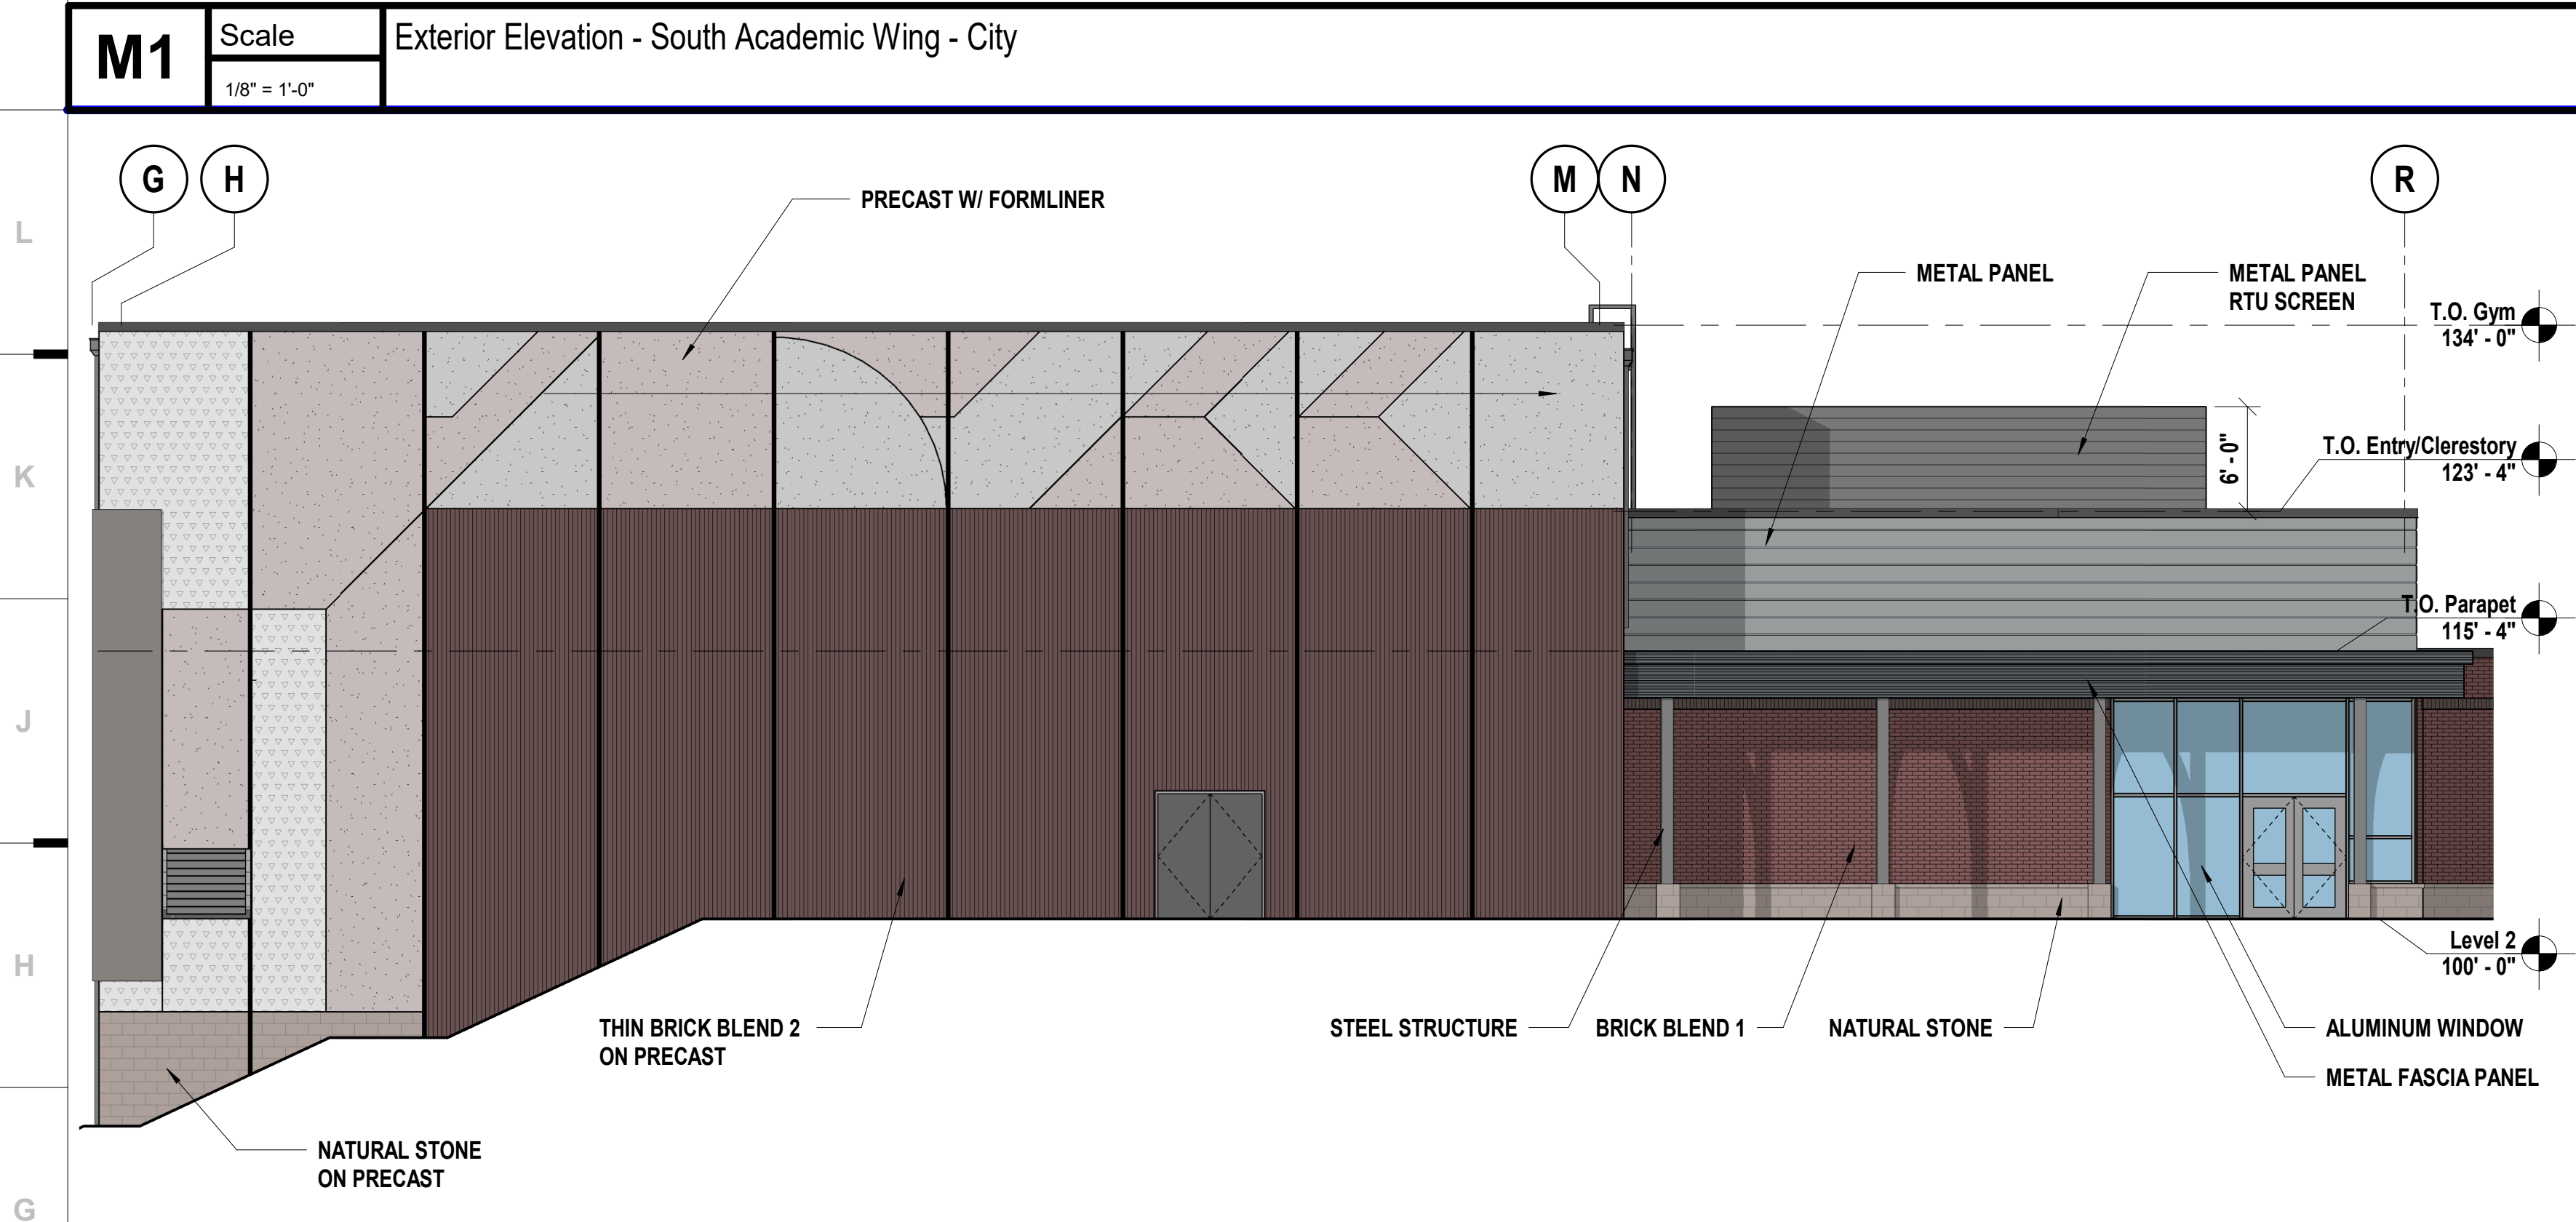 M1
Scale
1/8" = 1'-0"
Exterior Elevation - South Academic Wing - City
G
H
M
N
R
L
K
J
H
G
PRECAST W/ FORMLINER
METAL PANEL
METAL PANEL
RTU SCREEN
T.O. Gym
134' - 0"
6' - 0"
T.O. Entry/Clerestory
123' - 4"
T.O. Parapet
115' - 4"
Level 2
100' - 0"
THIN BRICK BLEND 2
ON PRECAST
STEEL STRUCTURE
BRICK BLEND 1
NATURAL STONE
ALUMINUM WINDOW
METAL FASCIA PANEL
NATURAL STONE
ON PRECAST